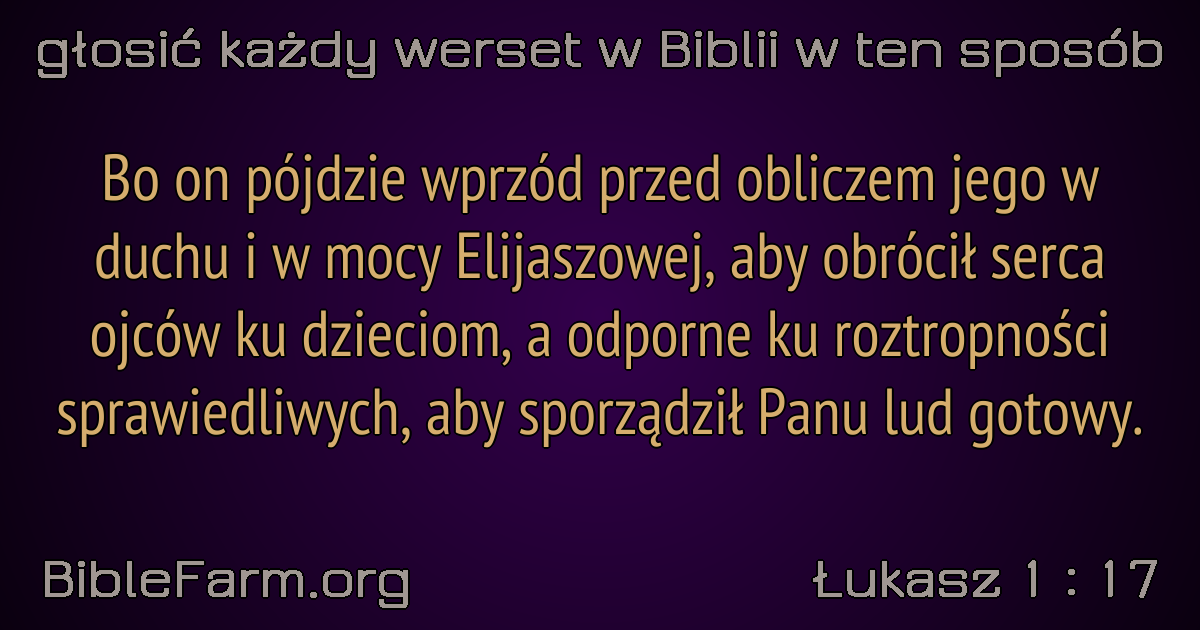 głosić każdy werset w Biblii w ten sposób
Bo on pójdzie wprzód przed obliczem jego w
duchu i w mocy Elijaszowej, aby obrócił serca
ojców ku dzieciom, a odporne ku roztropności
sprawiedliwych, aby sporządził Panu lud gotowy.
BibleFarm.org
Łukasz 1 : 17